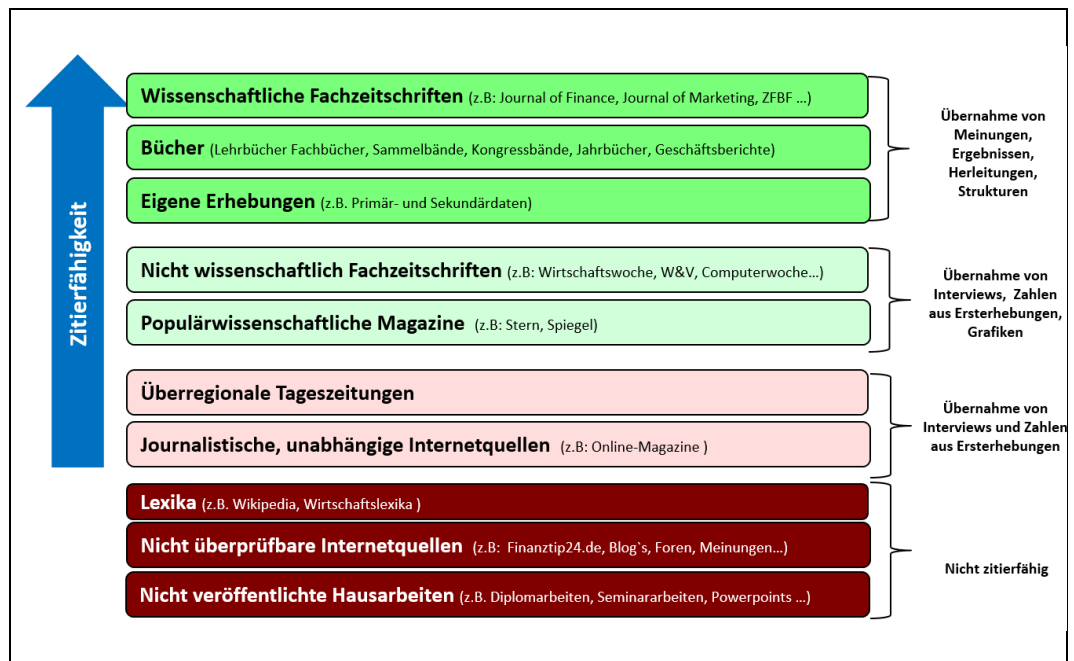 Zitierfähigkeit
Wissenschaftliche Fachzeitschriften (z.B: Journal of Finance, Journal of Marketing, ZFBF …)
Bücher (Lehrbücher Fachbücher, Sammelbände, Kongressbände, Jahrbücher, Geschäftsberichte)
Eigene Erhebungen (z.B. Primär- und Sekundärdaten)
Übernahme von
Meinungen,
Ergebnissen,
Herleitungen,
Strukturen
Nicht wissenschaftlich Fachzeitschriften (z.B: Wirtschaftswoche, W&V, Computerwoche…)
Populärwissenschaftliche Magazine (z.B: Stern, Spiegel)
Übernahme von
Interviews, Zahlen
aus Ersterhebungen,
Grafiken
Überregionale Tageszeitungen
Journalistische, unabhängige Internetquellen (z.B: Online-Magazine )
Übernahme von
Interviews und Zahlen
aus Ersterhebungen
Lexika (z.B. Wikipedia, Wirtschaftslexika )
Nicht überprüfbare Internetquellen (z.B: Finanztip24.de, Blog`s, Foren, Meinungen…)
Nicht veröffentlichte Hausarbeiten (z.B. Diplomarbeiten, Seminararbeiten, Powerpoints …)
Nicht zitierfähig